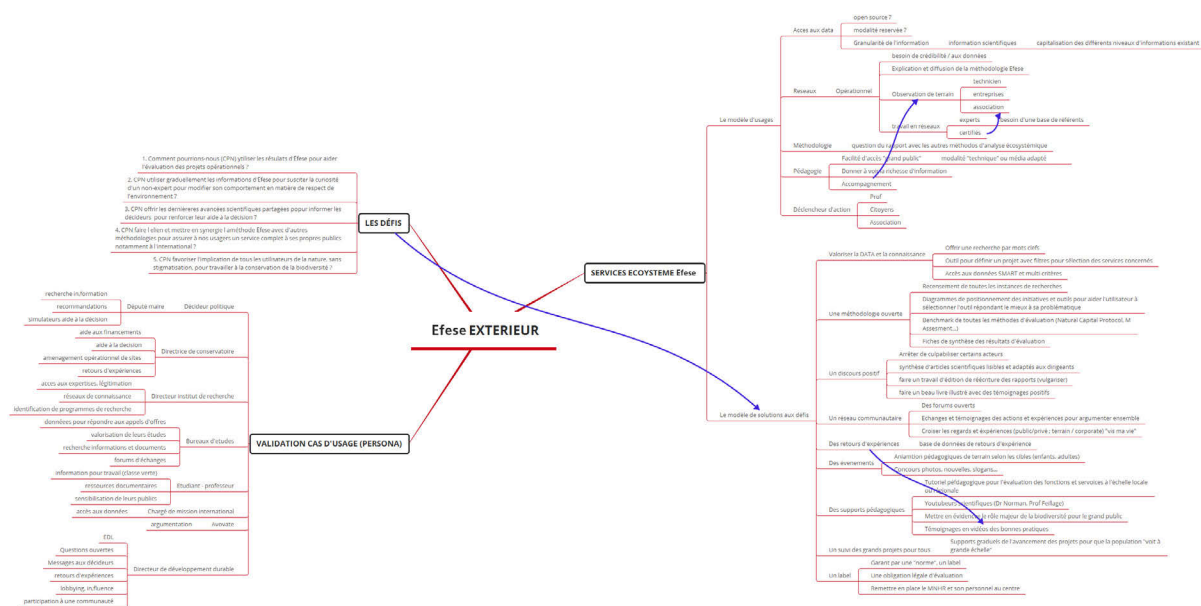 Efese EXTERIEUR
LES DÉFIS
1. Comment pourrions-nous (CPN) ytiliser les résulats d'Efese pour aider
l'évaluation des projets opérationnels ?
2. CPN utiliser graduellement les informations d'Efese pour susciter la curiosité
d'un non-expert pour modifier son comportement en matière de respect de
l'environnement ?
3. CPN offrir les dernièreres avancées scientifiques partagées popur informer les
décideurs pour renforcer leur aide a la décision ?
4. CPN faire l elien et mettre en synergie l améthode Efese avec d'autres
méthodologies pour assurer à nos usagers un service complet à ses propres publics
notamment à l'international ?
5. CPN favoriser l'implication de tous les utilisateurs de la nature, sans
stigmatisation, pour travailler à la conservation de la biodiversité ?
VALIDATION CAS D'USAGE (PERSONA)
Décideur politique
Député maire
recherche information
recommandations
simulateurs aide à la décision
Directrice de conservatoire
aide aux financements
aide à la decision
amenagement opérationnel de sites
retours d'expériences
Directeur institut de recherche
acces aux expertises, légitimation
réseaux de connaissance
identification de programmes de recherche
Bureaux d'etudes
données pour répondre aux appels d'offres
valorisation de leurs études
recherche informations et documents
forums d'échanges
Etudiant - professeur
information pour travail (classe verte)
ressources documentaires
sensibilisation de leurs publics
Chargé de mission international
accès aux données
Avovate
argumentation
Directeur de développement durable
EDL
Questions ouvertes
Messages aux décideurs
retours d'expériences
lobbying, influence
participation à une communauté
SERVICES ECOYSTEME Efese
Le modèle d'usages
Acces aux data
open source ?
modalité reservée ?
Granularité de l'information
information scientifiques
capitalisation des différents niveaux d'informations existant
Reseaux
Opérationnel
besoin de crédibilité / aux données
Explication et diffusion de la méthodologie Efese
Observation de terrain
technicien
entreprises
association
travail en réseaux
experts
besoin d'une base de référents
certifiés
Méthodologie
question du rapport avec les autres méthodes d'analyse écosystémique
Pédagogie
Facilité d'accès "grand public"
modalité "technique" ou média adapté
Donner à voir la richesse d'information
Accompagnement
Déclencheur d'action
Prof
Citoyens
Association
Le modèle de solutions aux défis
Valoriser la DATA et la connaissance
Offrir une recherche par mots clefs
Outil pour définir un projet avec filtres pour sélection des services concernés
Accès aux données SMART et multi critères
Une méthodologie ouverte
Recensement de toutes les instances de recherches
Diagrammes de positionnement des initiatives et outils pour aider l'utilisateur à
sélectionner l'outil répondant le mieux à sa problématique
Benchmark de toutes les méthodes d'évaluation (Natural Capital Protocol, M
Assesment...)
Fiches de synthèse des résultats d'évaluation
Un discours positif
Arrêter de culpabiliser certains acteurs
synthèse d'articles scientifiques lisibles et adaptés aux dirigeants
faire un travail d'édition de réécriture des rapports (vulgariser)
faire un beau livre illustré avec des témoignages positifs
Un réseau communautaire
Des forums ouverts
Echanges et témoignages des actions et expériences pour argumenter ensemble
Croiser les regards et expériences (public/privé ; terrain / corporate) "vis ma vie"
Des retours d'expériences
base de données de retours d'expérience
Des évenements
Aniamtion pédagogiques de terrain selon les cibles (enfants, adultes)
Concours photos, nouvelles, slogans...
Des supports pédagogiques
Tutoriel péfdagogique pour l'évaluation des fonctions et servoices à l'échelle locale
ou régionale
Youtubeurs scientifiques (Dr Norman, Prof Feillage)
Mettre en évidence le rôle majeur de la biodiversité pour le grand public
Témoignages en vidéos des bonnes pratiques
Un suivi des grands projets pour tous
Supports graduels de l'avancement des projets pour que la population "voit à
grande échelle"
Un label
Garant par une "norme", un label
Une obligation légale d'évaluation
Remettre en place le MNHR et son personnel au centre